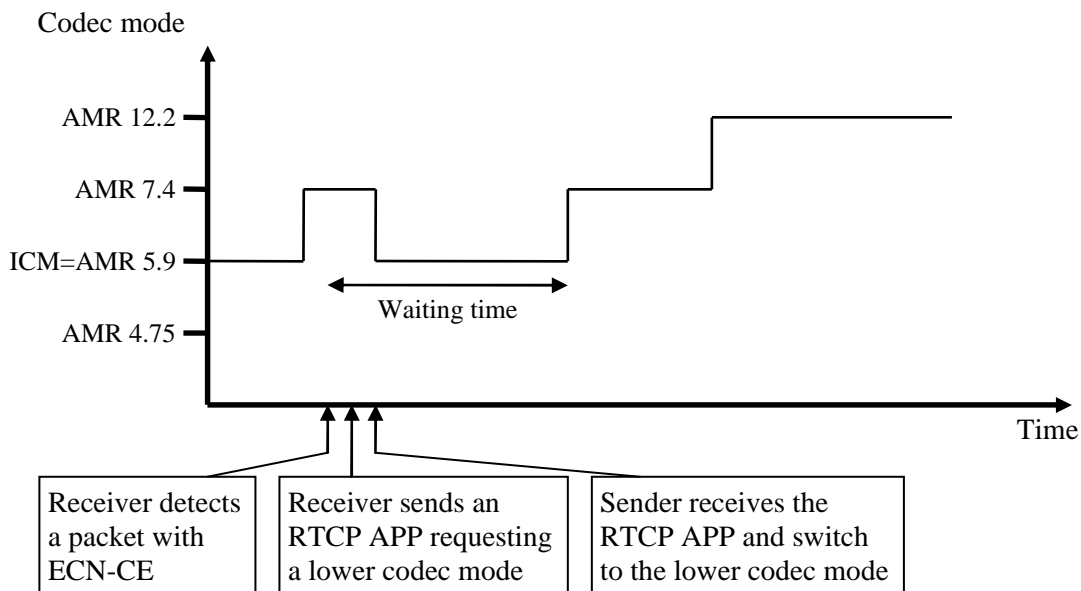 Codec mode
AMR 12.2
AMR 7.4
ICM=AMR 5.9
Waiting time
AMR 4.75
Time
Receiver detects
a packet with
ECN-CE
Receiver sends an
RTCP APP requesting
a lower codec mode
Sender receives the
RTCP APP and switch
to the lower codec mode